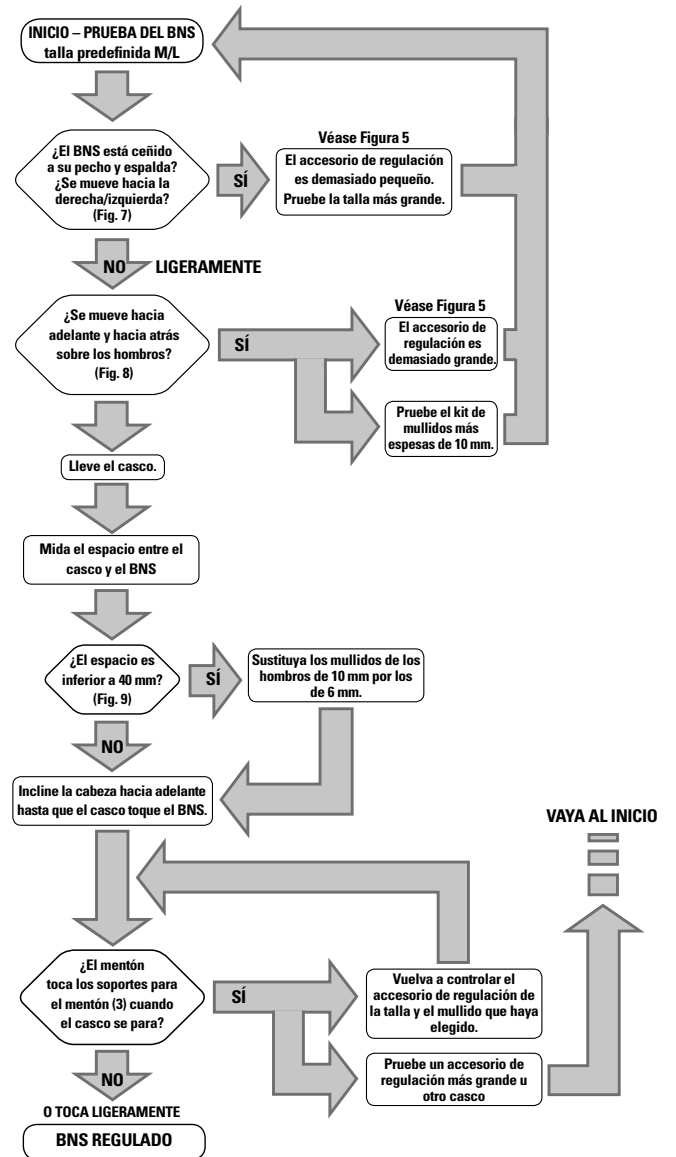 INICIO – PRUEBA DEL BNS
talla predefinida M/L
¿El BNS está ceñido
a su pecho y espalda?
¿Se mueve hacia la
derecha/izquierda?
(Fig. 7)
SÍ
Véase Figura 5
El accesorio de regulación
es demasiado pequeño.
Pruebe la talla más grande.
NO
LIGERAMENTE
¿Se mueve hacia
adelante y hacia atrás
sobre los hombros?
(Fig. 8)
SÍ
Véase Figura 5
El accesorio de
regulación es
demasiado grande.
Pruebe el kit de
mullidos más
espesas de 10 mm.
Lleve el casco.
Mida el espacio entre el
casco y el BNS
¿El espacio es
inferior a 40 mm?
(Fig. 9)
SÍ
Sustituya los mullidos de los
hombros de 10 mm por los
de 6 mm.
NO
Incline la cabeza hacia adelante
hasta que el casco toque el BNS.
VAYA AL INICIO
¿El mentón
toca los soportes para
el mentón (3) cuando
el casco se para?
SÍ
Vuelva a controlar el
accesorio de regulación de
la talla y el mullido que haya
elegido.
Pruebe un accesorio de
regulación más grande u
otro casco
NO
O TOCA LIGERAMENTE
BNS REGULADO